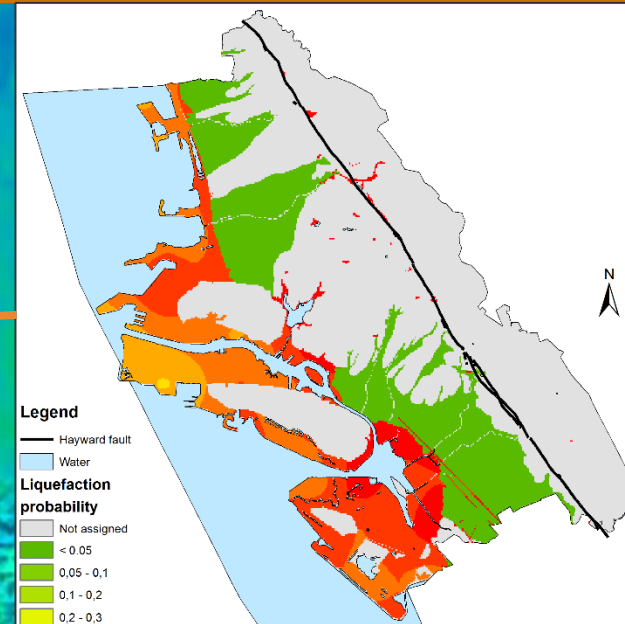 N
Legend
Hayward fault
Water
Liquefaction
probability
Not assigned
< 0.05
0,05 - 0,1
0,1 - 0,2
0,2 - 0,3